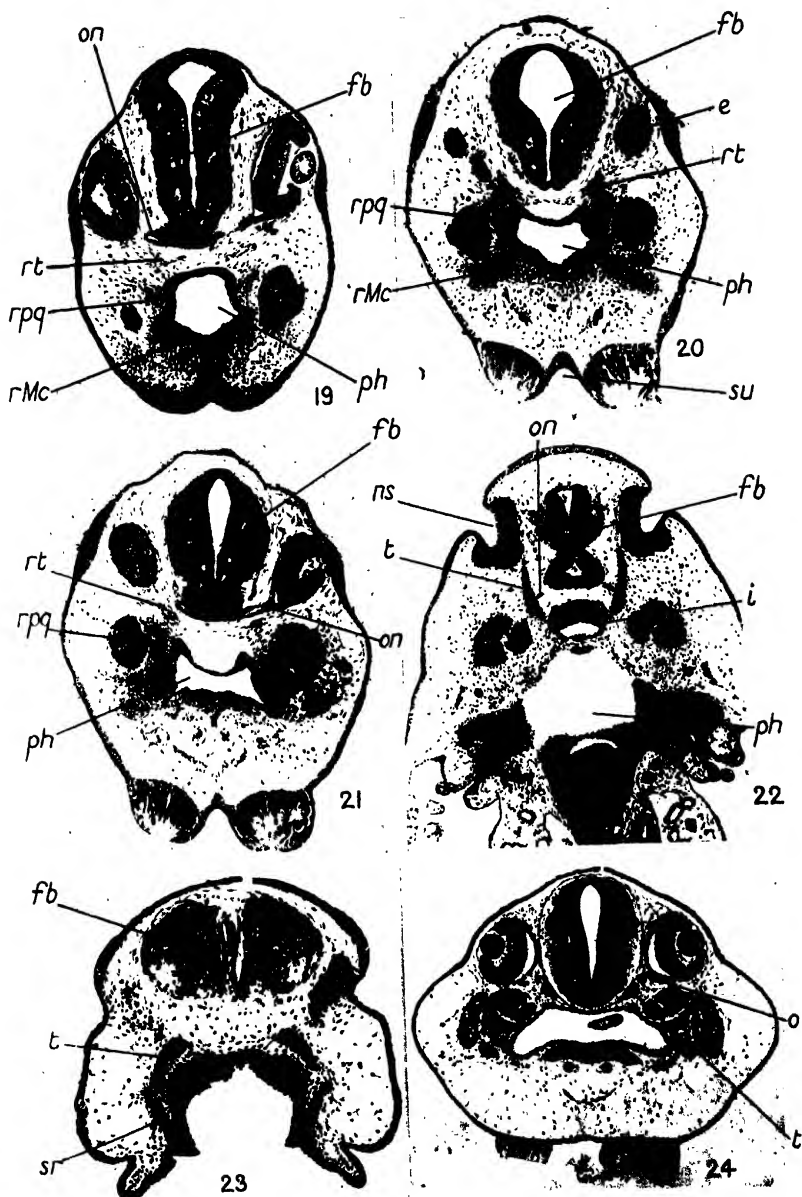 on
fb
rt
rpq
rMc
ph
19
fb
e
rt
rpq
rMc
ph
20
su
fb
rt
rpq
on
ph
21
on
ns
fb
t
i
ph
22
fb
t
sr
23
o
t
24